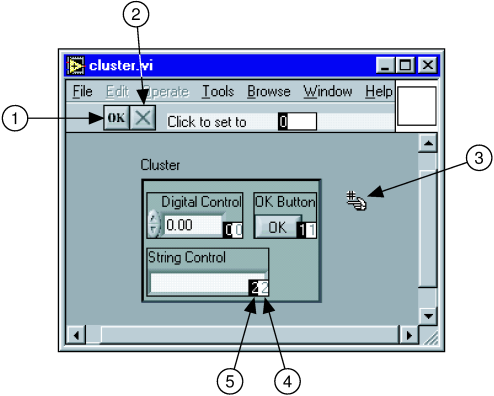 2
cluster.vi
File Edit Operate Tools Browse Window Help
1
OK
Click to set to 0
3
Cluster
Digital Control OK Button
0.00 0 0 OK 1 1
String Control
2 2
5 4